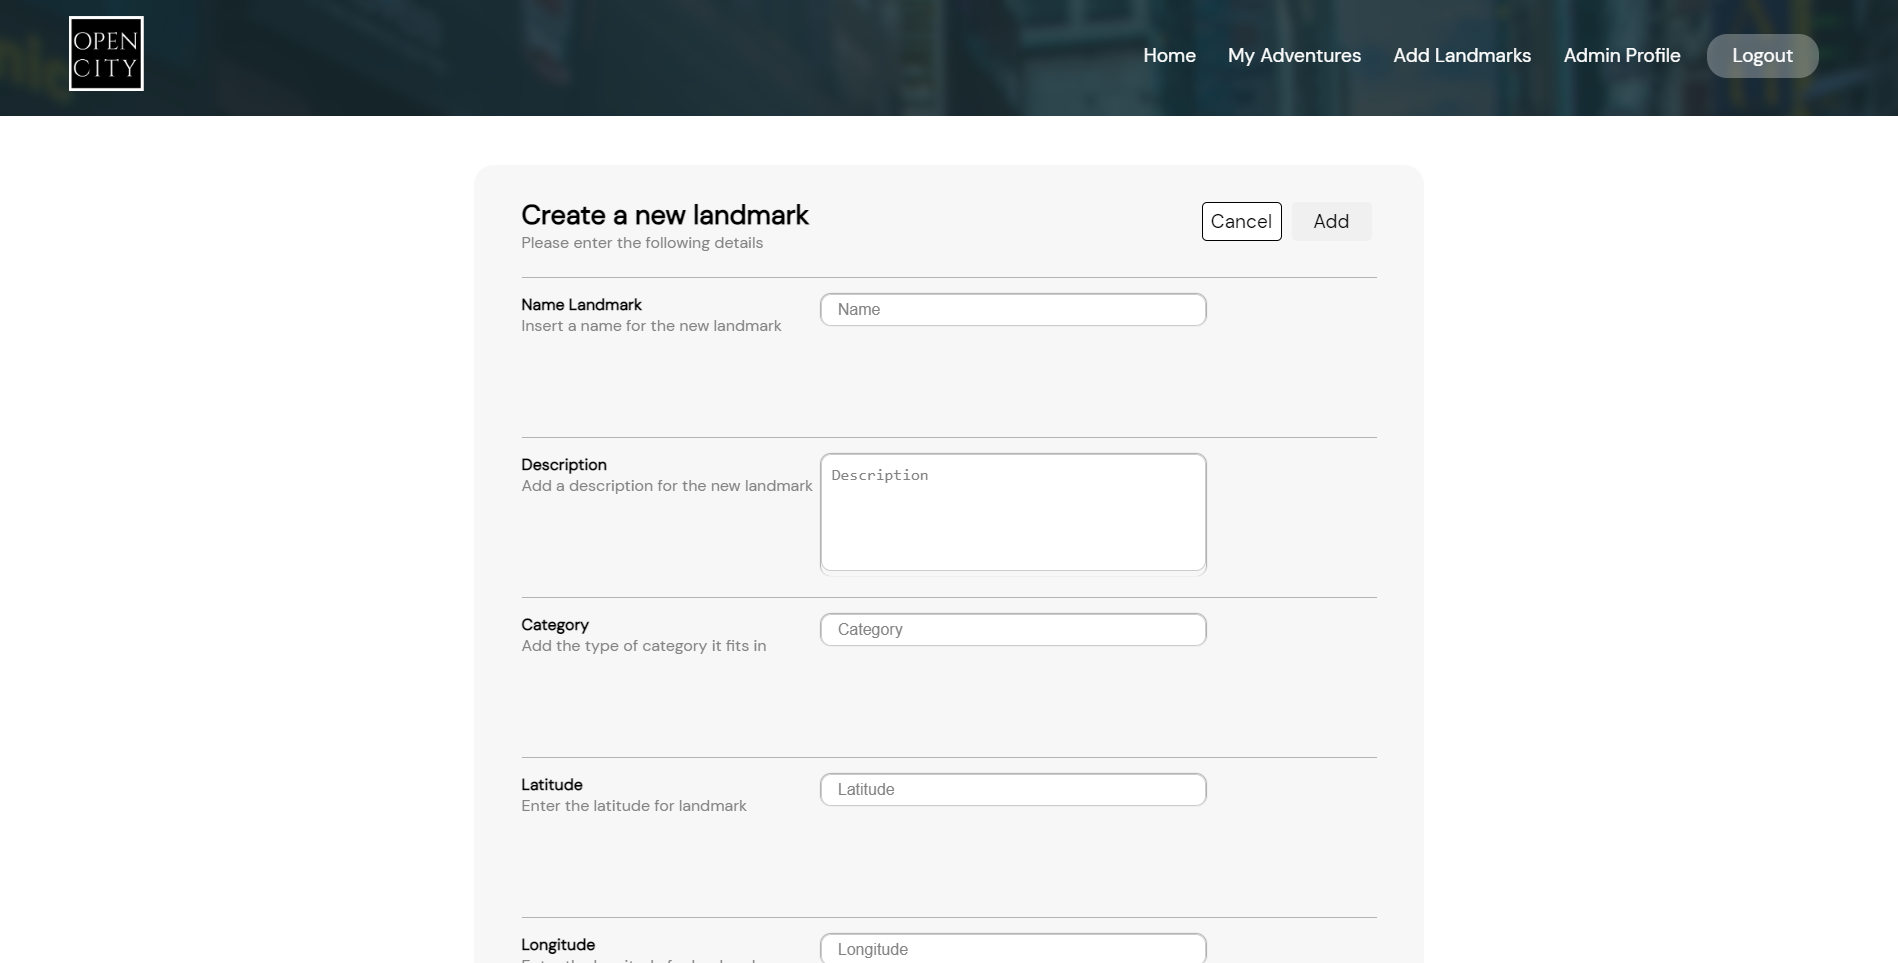 OPEN
CITY
Home My Adventures Add Landmarks Admin Profile Logout
Create a new landmark
Please enter the following details
Cancel Add
Name Landmark
Insert a name for the new landmark
Name
Description
Add a description for the new landmark
Description
Category
Add the type of category it fits in
Category
Latitude
Enter the latitude for landmark
Latitude
Longitude
Longitude